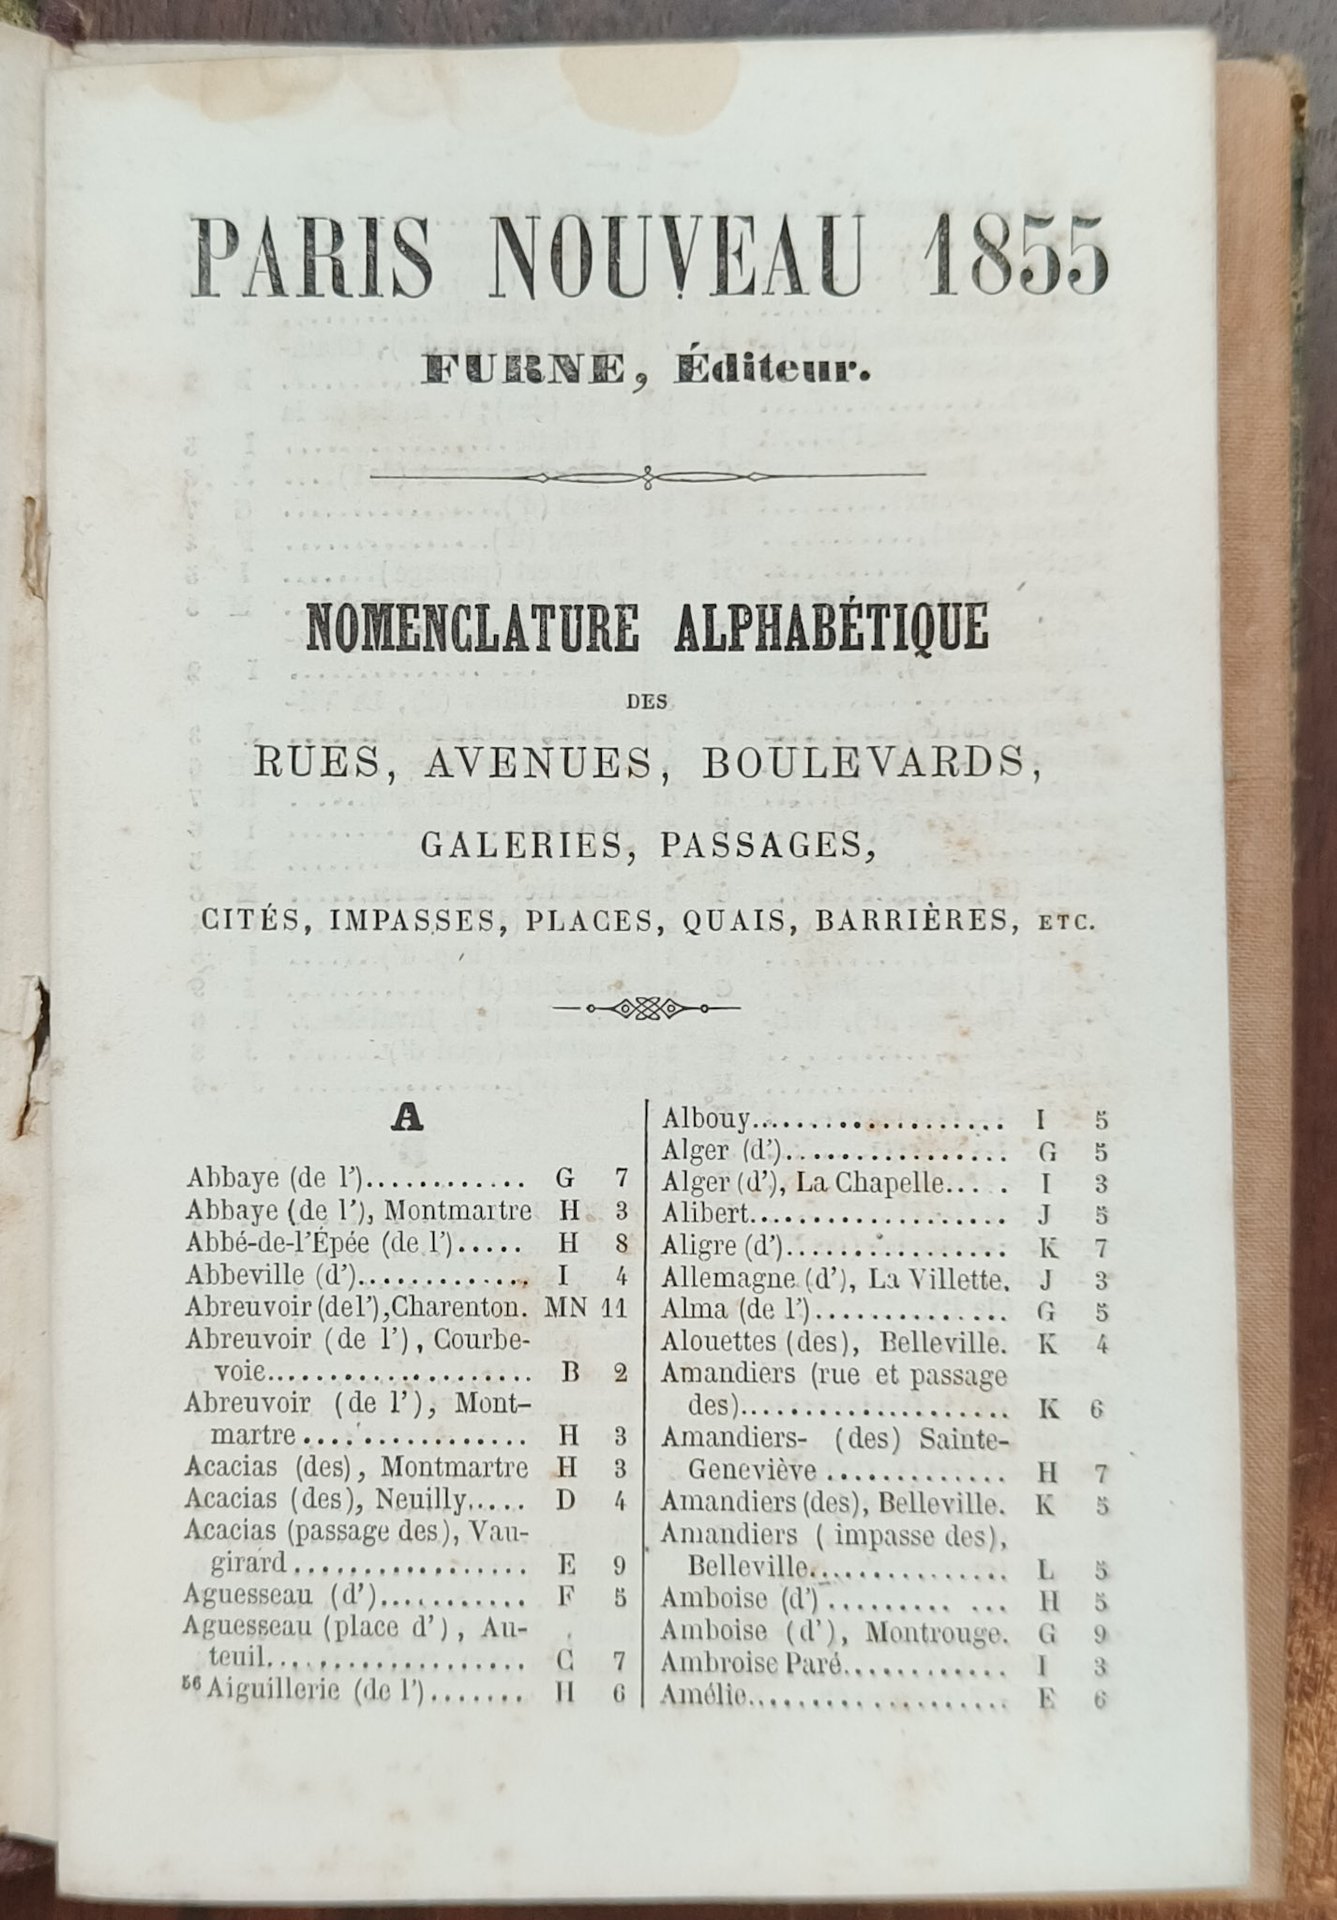 PARIS NOUVEAU 1855
FURNE, Éditeur.
NOMENCLATURE ALPHABÉTIQUE
DES
RUES, AVENUES, BOULEVARDS,
GALERIES, PASSAGES,
CITÉS, IMPASSES, PLACES, QUAIS, BARRIÈRES, ETC.
A
Abbaye (de l')............ G 7
Abbaye (de l'), Montmartre H 3
Abbé-de-l'Épée (de l')..... H 8
Abbeville (d')............. I 4
Abreuvoir (de l'), Charenton. MN 11
Abreuvoir (de l'), Courbe-
voie...................... B 2
Abreuvoir (de l'), Mont-
martre................ H 3
Acacias (des), Montmartre H 3
Acacias (des), Neuilly..... D 4
Acacias (passage des), Vau-
girard.................. E 9
Aguesseau (d')........... F 5
Aguesseau (place d'), Au-
teuil.................... C 7
56 Aiguillerie (de l')....... H 6
Albouy..................... I 5
Alger (d')................. G 5
Alger (d'), La Chapelle..... I 3
Alibert..................... J 5
Aligre (d')................. K 7
Allemagne (d'), La Villette. J 3
Alma (de l')............... G 5
Alouettes (des), Belleville. K 4
Amandiers (rue et passage
des)...................... K 6
Amandiers- (des) Sainte-
Geneviève ............. H 7
Amandiers (des), Belleville. K 5
Amandiers ( impasse des),
Belleville................ L 5
Amboise (d') ......... ... H 5
Amboise (d'), Montrouge. G 9
Ambroise Paré............ I 3
Amélie..................... E 6